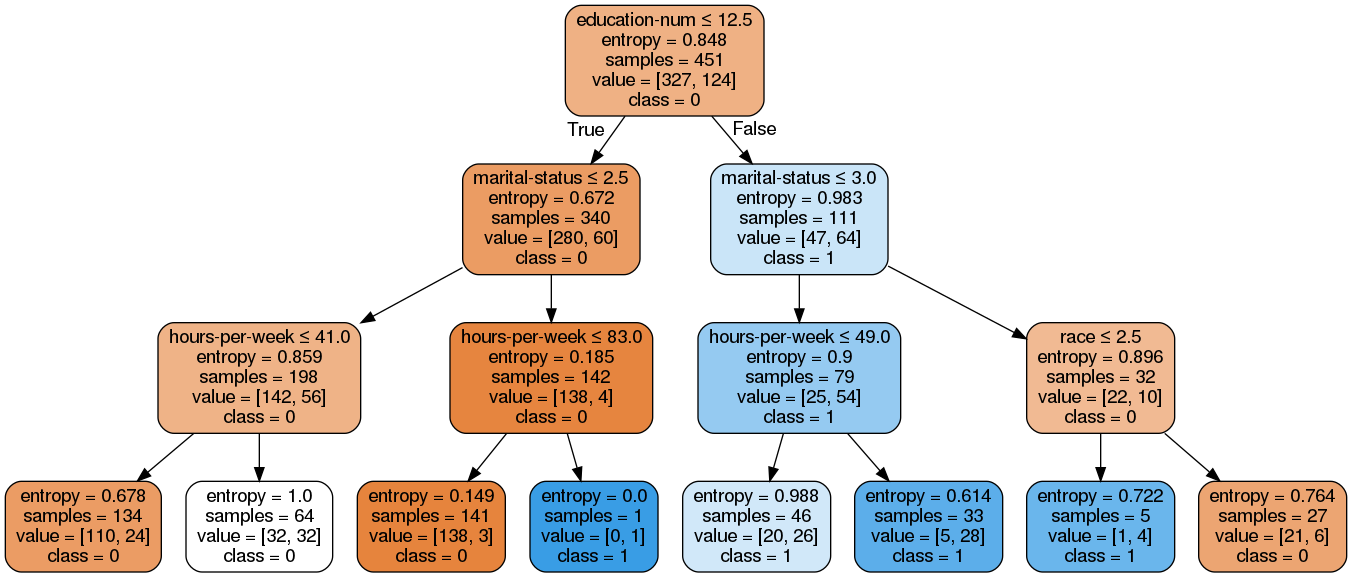 education-num ≤ 12.5
entropy = 0.848
samples = 451
value = [327, 124]
class = 0
True
False
marital-status ≤ 2.5
entropy = 0.672
samples = 340
value = [280, 60]
class = 0
marital-status ≤ 3.0
entropy = 0.983
samples = 111
value = [47, 64]
class = 1
hours-per-week ≤ 41.0
entropy = 0.859
samples = 198
value = [142, 56]
class = 0
hours-per-week ≤ 83.0
entropy = 0.185
samples = 142
value = [138, 4]
class = 0
hours-per-week ≤ 49.0
entropy = 0.9
samples = 79
value = [25, 54]
class = 1
race ≤ 2.5
entropy = 0.896
samples = 32
value = [22, 10]
class = 0
entropy = 0.678
samples = 134
value = [110, 24]
class = 0
entropy = 1.0
samples = 64
value = [32, 32]
class = 0
entropy = 0.149
samples = 141
value = [138, 3]
class = 0
entropy = 0.0
samples = 1
value = [0, 1]
class = 1
entropy = 0.988
samples = 46
value = [20, 26]
class = 1
entropy = 0.614
samples = 33
value = [5, 28]
class = 1
entropy = 0.722
samples = 5
value = [1, 4]
class = 1
entropy = 0.764
samples = 27
value = [21, 6]
class = 0